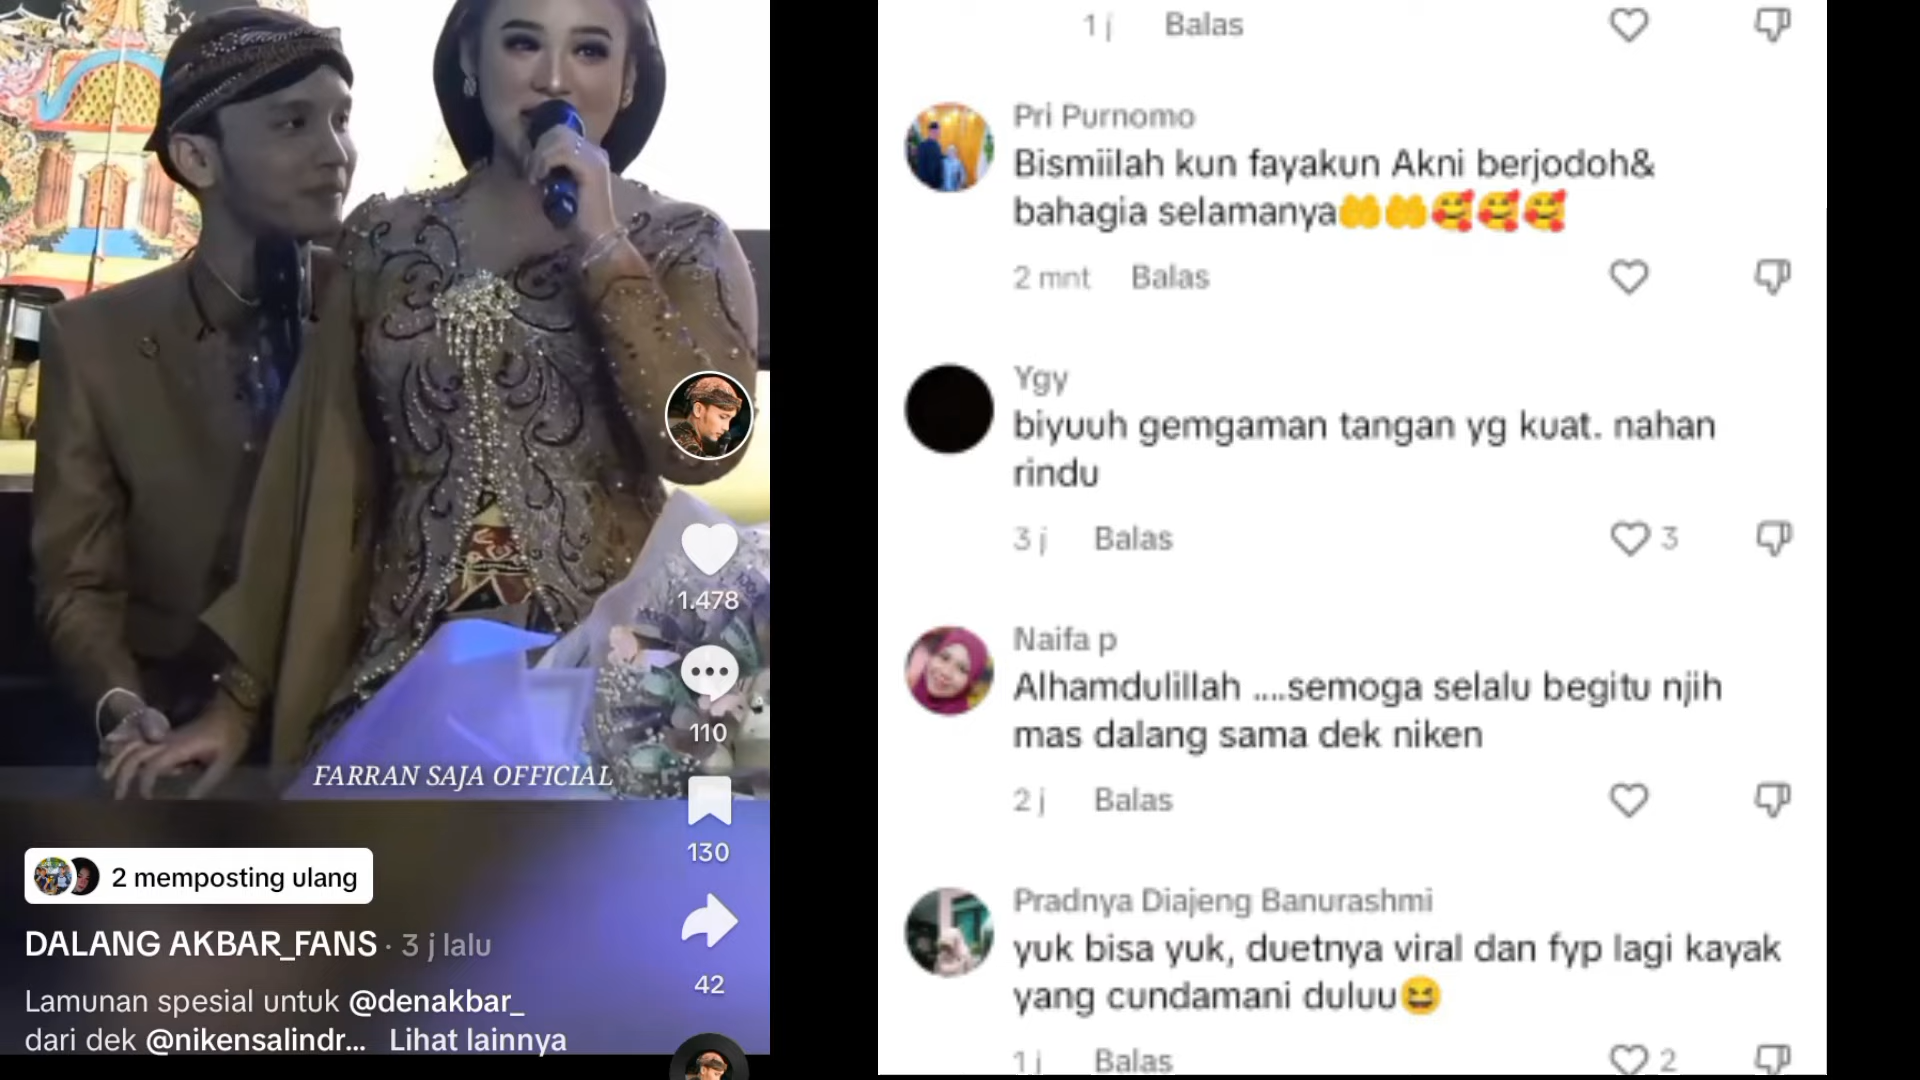 FARRAN SAJA OFFICIAL
1.478
110
130
42
2 memposting ulang
DALANG AKBAR_FANS · 3 j lalu
Lamunan spesial untuk @denakbar_
dari dek @nikensalindr... Lihat lainnya
1 j Balas
Pri Purnomo
Bismiilah kun fayakun Akni berjodoh&
bahagia selamanya🤲🤲🥰🥰🥰
2 mnt Balas
Ygy
biyuuh gemgaman tangan yg kuat. nahan
rindu
3 j Balas 3
Naifa p
Alhamdulillah ....semoga selalu begitu njih
mas dalang sama dek niken
2 j Balas
Pradnya Diajeng Banurashmi
yuk bisa yuk, duetnya viral dan fyp lagi kayak
yang cundamani duluu😆
1 j Balas 2